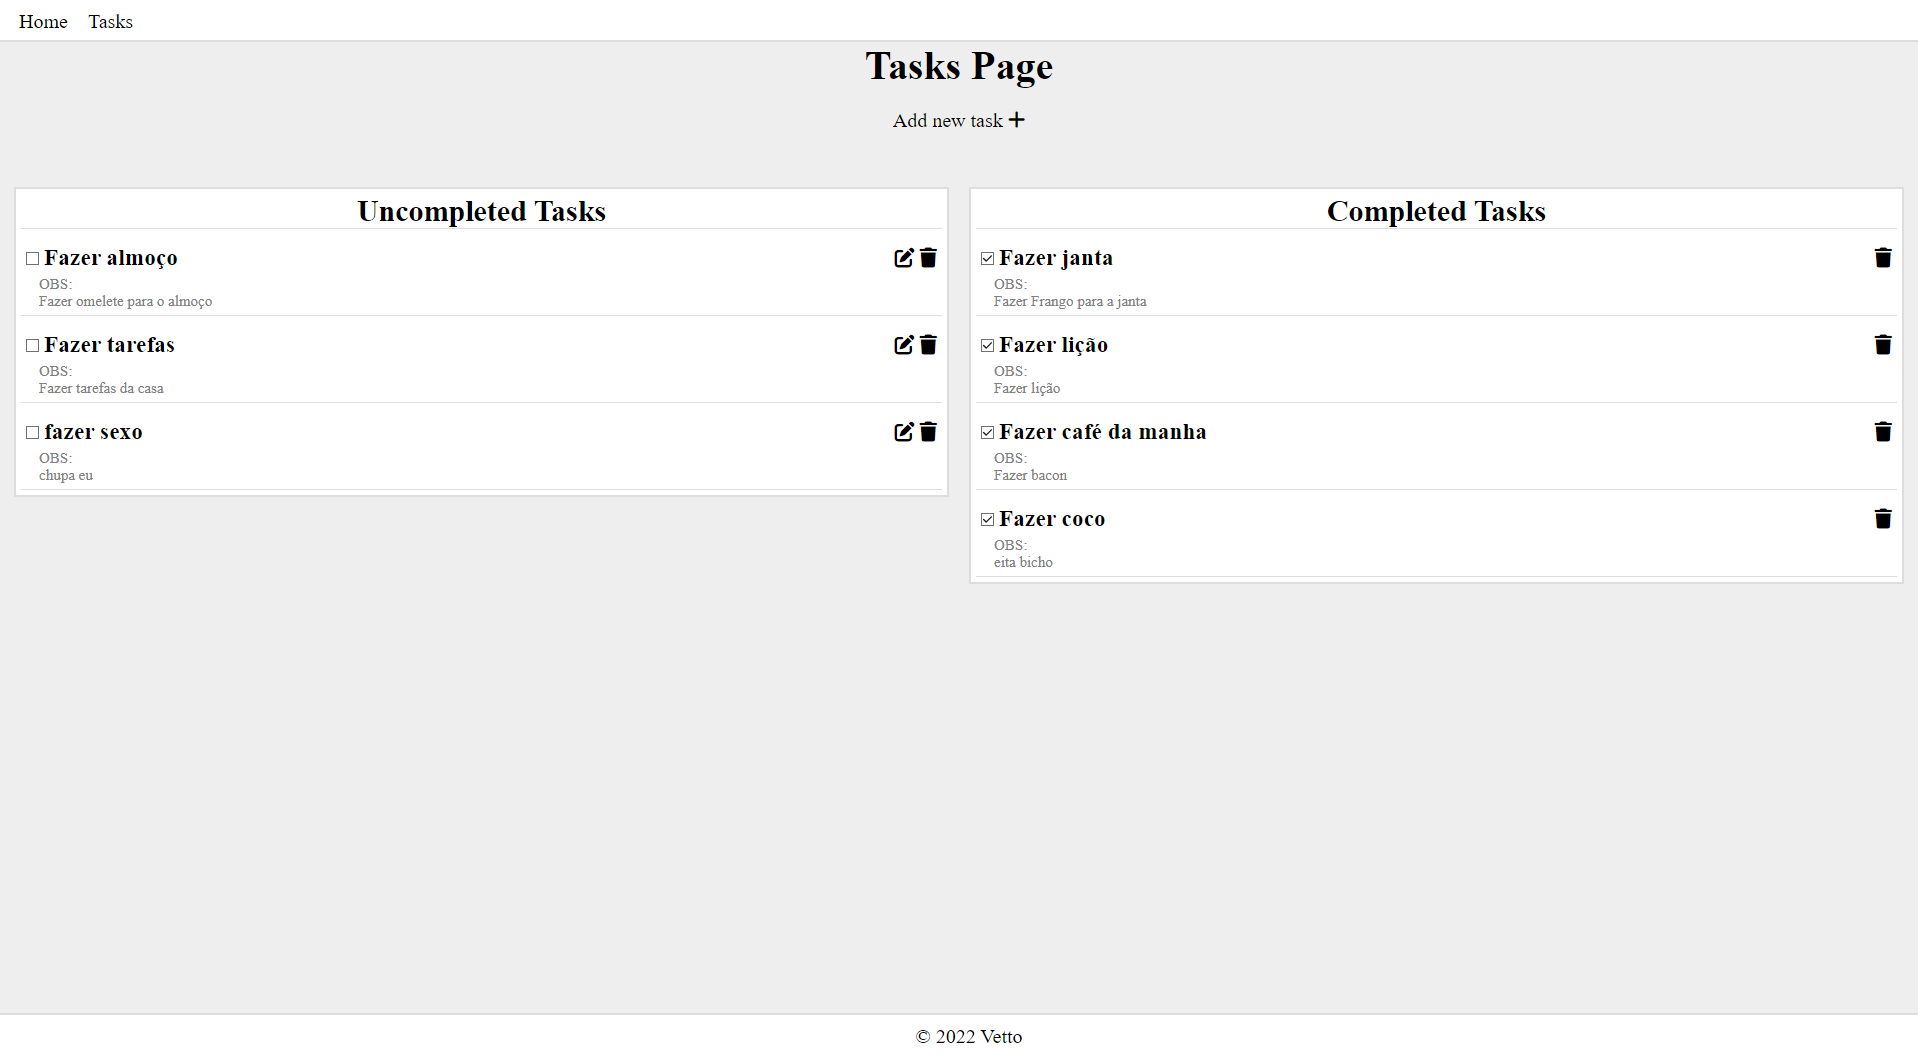 Home Tasks
Tasks Page
Add new task
Uncompleted Tasks
Fazer almoço
OBS:
Fazer omelete para o almoço
Fazer tarefas
OBS:
Fazer tarefas da casa
fazer sexo
OBS:
chupa eu
Completed Tasks
Fazer janta
OBS:
Fazer Frango para a janta
Fazer lição
OBS:
Fazer lição
Fazer café da manha
OBS:
Fazer bacon
Fazer coco
OBS:
eita bicho
© 2022 Vetto